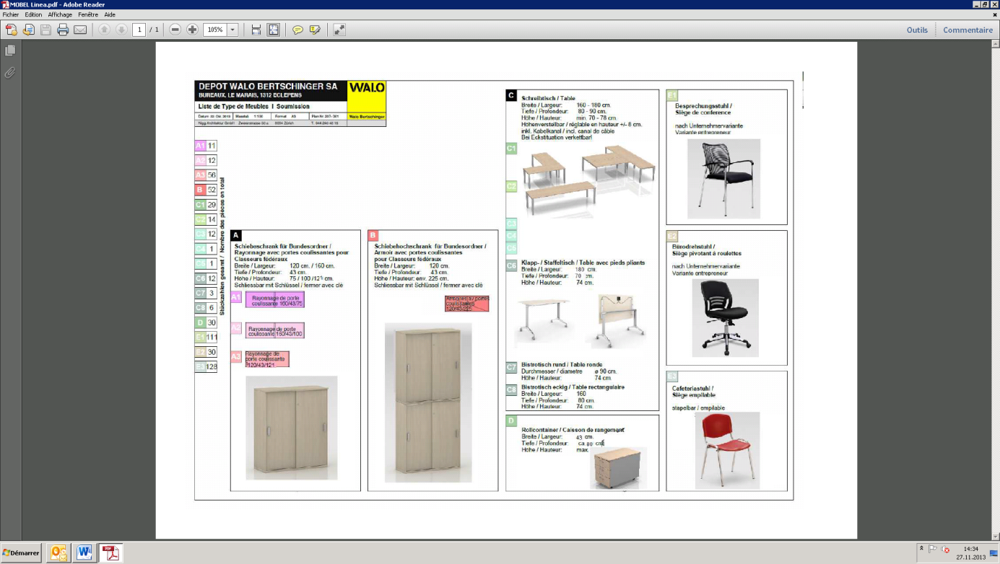 MOBEL Linea.pdf - Adobe Reader
Fichier Edition Affichage Fenêtre Aide
1 / 1 105% Outils Commentaire
DEPOT WALO BERTSCHINGER SA
BUREAUX, LE MARAIS, 1312 ECLEPENS
WALO
Liste de Type de Meubles I Soumission
Massstab 1:100 Format A3 Plan Nr. 207- 001 Walo Bertschinger
Nigg Architektur GmbH 8004 Zürich
A1 11
A2 12
A3 56
B 52
C1 29
C2 14
C3 12
C4 1
C5 1
C6 12
C7 3
C8 6
D 30
E1 111
E2 30
E3 128
Stückzahlen gesamt / Nombre des pièces en total
A
Schiebeschrank für Bundesordner /
Rayonnage avec portes coulissantes pour
Classeurs fédéraux
Breite / Largeur: 120 cm. / 160 cm.
Tiefe / Profondeur: 43 cm.
Höhe / Hauteur: 75 / 100 /121 cm.
Schliessbar mit Schlüssel / fermer avec clé
A1
Rayonnage de porte
coulissante 160/43/75
A2
Rayonnage de porte
coulissante 160/43/100
A3
Rayonnage de
porte coulissante
120/43/121
B
Schiebehochschrank für Bundesordner /
Armoir avec portes coulissantes
pour Classeurs fédéraux
Breite / Largeur: 120 cm.
Tiefe / Profondeur: 43 cm.
Höhe / Hauteur: env. 225 cm.
Schliessbar mit Schlüssel / fermer avec clé
Armoires av portes
coulissantes
120/43/225
C
Schreibtisch / Table
Breite / Largeur: 160 - 180 cm.
Tiefe / Profondeur: 80 - 90 cm.
Höhe / Hauteur: min. 70 - 78 cm.
Höhenverstellbar / réglable en hauteur +/- 8 cm.
inkl. Kabelkanal / incl. canal de câble
Bei Eckstituation verkettbar!
C1
C2
C3
C4
C5
C6
Klapp- / Staffeltisch / Table avec pieds pliants
Breite / Largeur: 180 cm.
Tiefe / Profondeur: 70 cm.
Höhe / Hauteur: 74 cm.
C7
Bistrotisch rund / Table ronde
Durchmesser / diametre ø 90 cm.
Höhe / Hauteur: 74 cm.
C8
Bistrotisch eckig / Table rectangulaire
Breite / Largeur: 160
Tiefe / Profondeur: 80 cm.
Höhe / Hauteur: 74 cm.
D
Rollcontainer / Caisson de rangement
Breite / Largeur: 43 cm.
Tiefe / Profondeur: ca.80 cm
Höhe / Hauteur: max.
E1
Besprechungsstuhl /
Siège de conference
nach Unternehmervariante
Variante entrepreneur
E2
Bürodrehstuhl /
Siège pivotant à roulettes
nach Unternehmervariante
Variante entrepreneur
E3
Cafeteriastuhl /
Siège empilable
stapelbar / empilable
Démarrer
14:34
27.11.2013